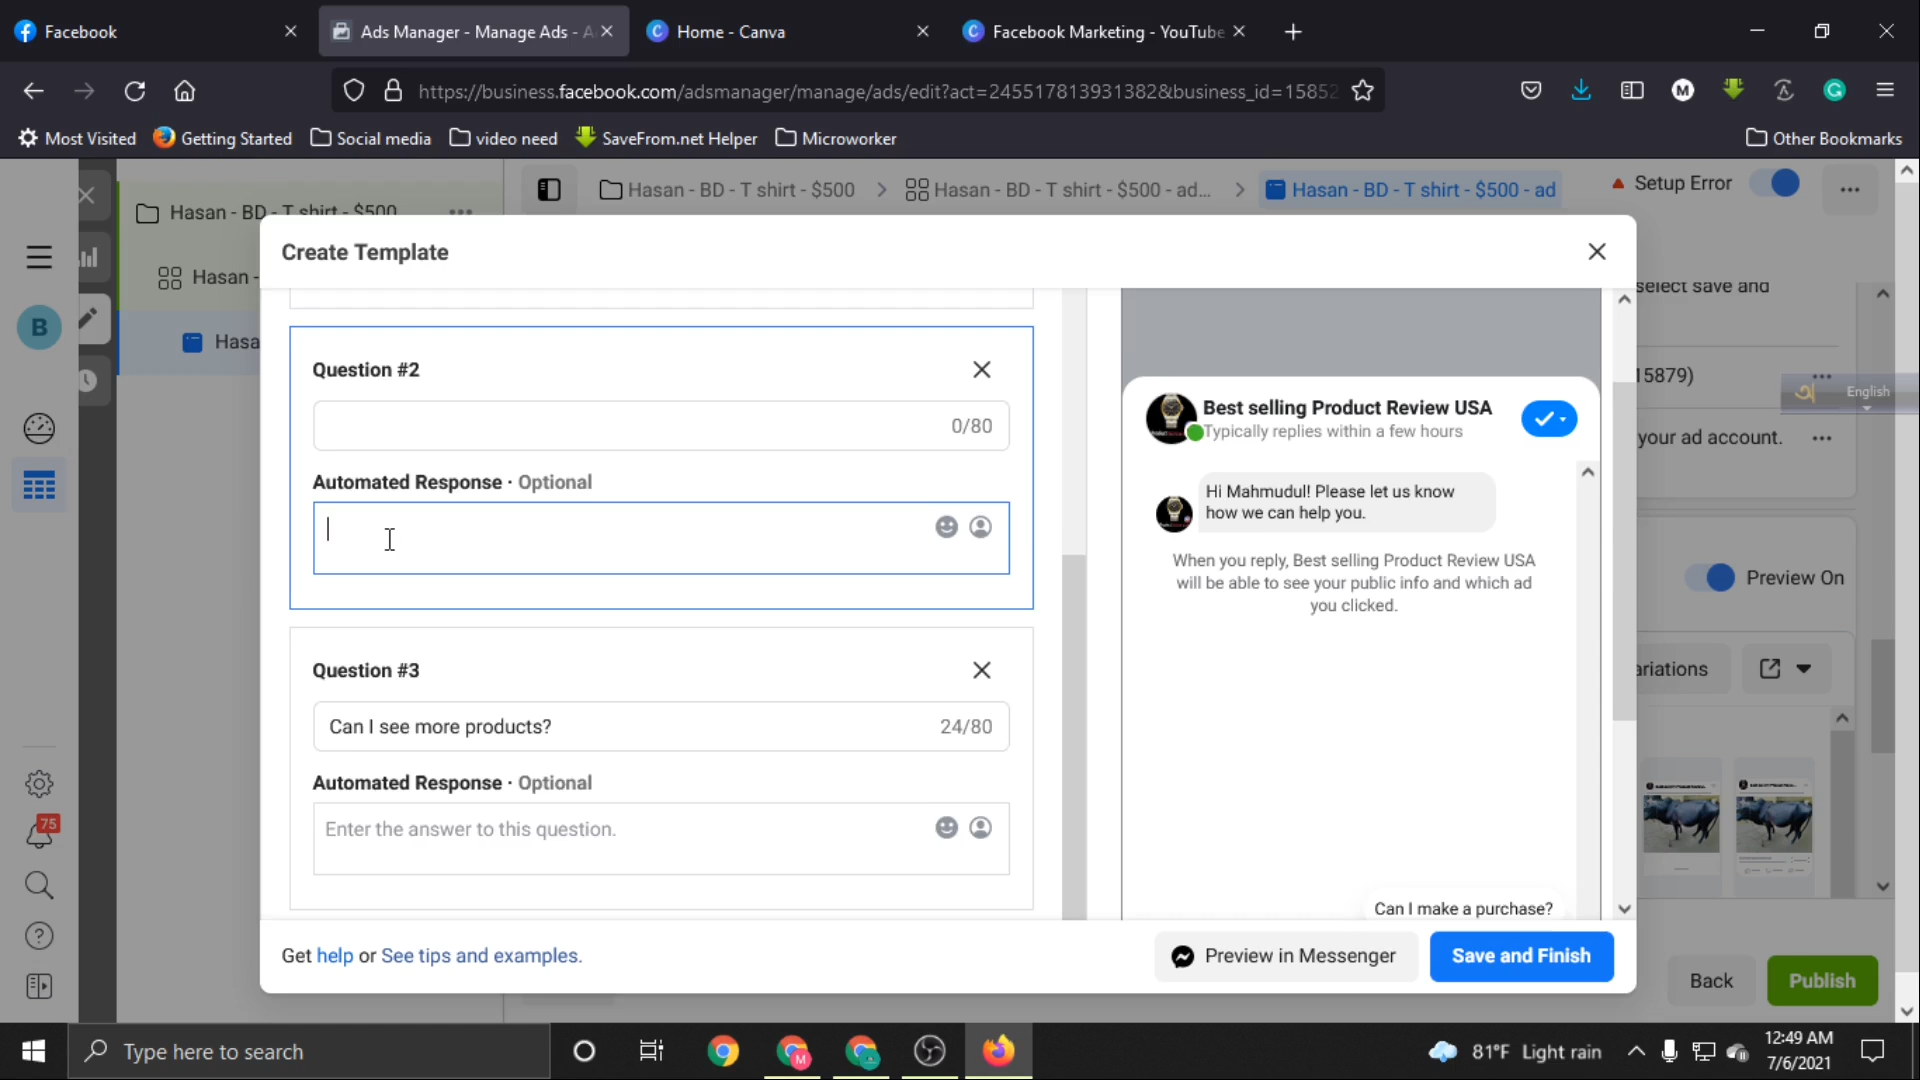 Facebook
Ads Manager - Manage Ads - A
Home - Canva
Facebook Marketing - YouTube
https://business.facebook.com/adsmanager/manage/ads/edit?act=245517813931382&business_id=15852
Most Visited
Getting Started
Social media
video need
SaveFrom.net Helper
Microworker
Other Bookmarks
Hasan - BD - T shirt - $500
Hasan - BD - T shirt - $500
Hasan - BD - T shirt - $500 - ad...
Hasan - BD - T shirt - $500 - ad
Setup Error
Hasan -
B
Hasa
Create Template
select save and
15879)
English
your ad account.
Preview On
ariations
Question #2
0/80
Automated Response · Optional
Question #3
Can I see more products?
24/80
Automated Response · Optional
Enter the answer to this question.
Best selling Product Review USA
Typically replies within a few hours
Hi Mahmudul! Please let us know
how we can help you.
When you reply, Best selling Product Review USA
will be able to see your public info and which ad
you clicked.
Can I make a purchase?
75
Get help or See tips and examples.
Preview in Messenger
Save and Finish
Back
Publish
Type here to search
81°F Light rain
12:49 AM
7/6/2021